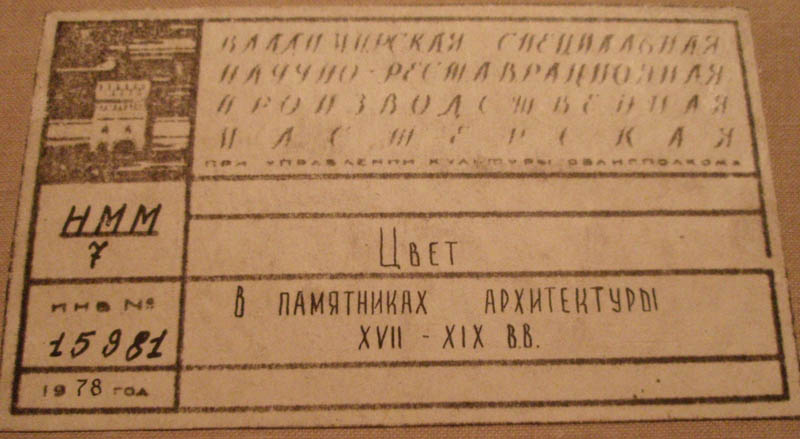 ВЛАДИМИРСКАЯ СПЕЦИАЛЬНАЯ
НАУЧНО-РЕСТАВРАЦИОННАЯ
ПРОИЗВОДСТВЕННАЯ
МАСТЕРСКАЯ
ПРИ УПРАВЛЕНИИ КУЛЬТУРЫ ОБЛИСПОЛКОМА
НММ
7
ЦВЕТ
В ПАМЯТНИКАХ АРХИТЕКТУРЫ
XVII - XIX В.В.
ИНВ №
15981
1978 ГОД